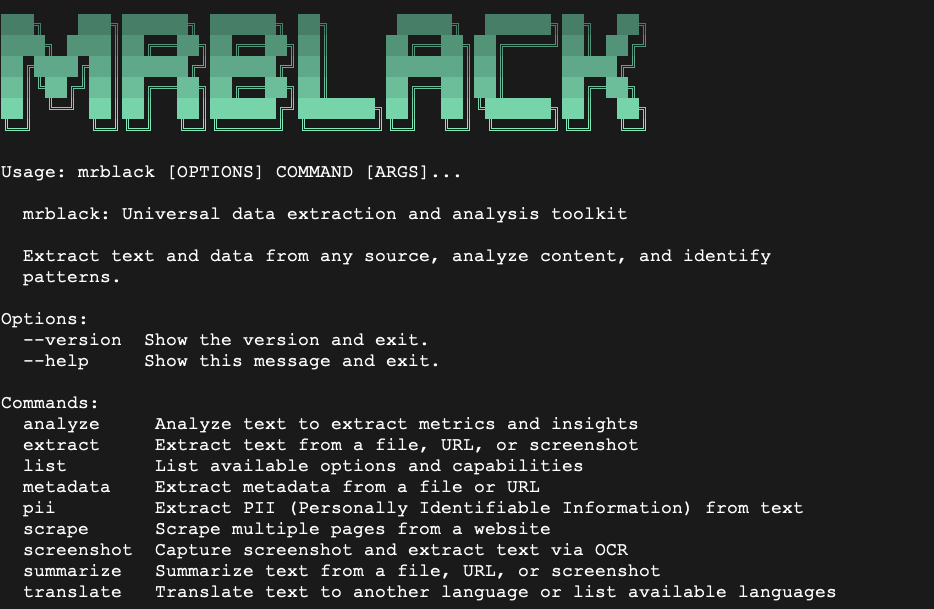 MRBLACK
Usage: mrblack [OPTIONS] COMMAND [ARGS]...
mrblack: Universal data extraction and analysis toolkit
Extract text and data from any source, analyze content, and identify
patterns.
Options:
--version  Show the version and exit.
--help     Show this message and exit.
Commands:
analyze     Analyze text to extract metrics and insights
extract     Extract text from a file, URL, or screenshot
list        List available options and capabilities
metadata    Extract metadata from a file or URL
pii         Extract PII (Personally Identifiable Information) from text
scrape      Scrape multiple pages from a website
screenshot  Capture screenshot and extract text via OCR
summarize   Summarize text from a file, URL, or screenshot
translate   Translate text to another language or list available languages